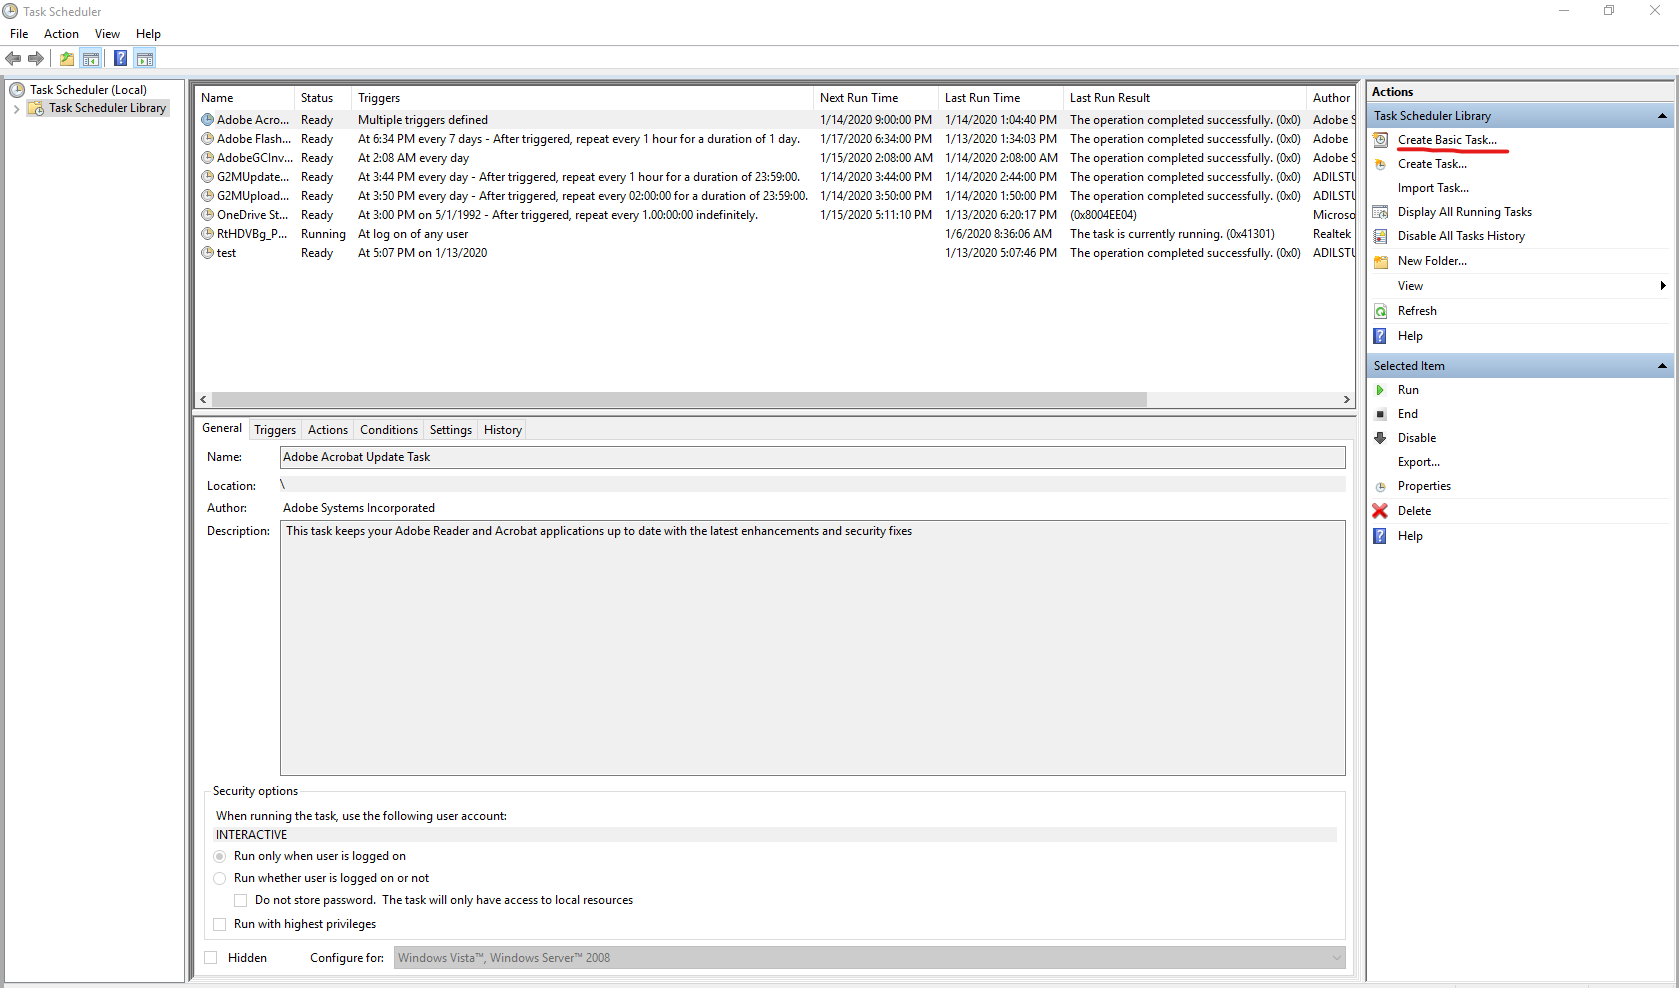 Task Scheduler
File Action View Help
Task Scheduler (Local)
Task Scheduler Library
Name Status Triggers Next Run Time Last Run Time Last Run Result Author
Adobe Acro... Ready Multiple triggers defined 1/14/2020 9:00:00 PM 1/14/2020 1:04:40 PM The operation completed successfully. (0x0) Adobe S
Adobe Flash... Ready At 6:34 PM every 7 days - After triggered, repeat every 1 hour for a duration of 1 day. 1/17/2020 6:34:00 PM 1/13/2020 1:34:03 PM The operation completed successfully. (0x0) Adobe
AdobeGCInv... Ready At 2:08 AM every day 1/15/2020 2:08:00 AM 1/14/2020 2:08:00 AM The operation completed successfully. (0x0) Adobe S
G2MUpdate... Ready At 3:44 PM every day - After triggered, repeat every 1 hour for a duration of 23:59:00. 1/14/2020 3:44:00 PM 1/14/2020 2:44:00 PM The operation completed successfully. (0x0) ADILSTU
G2MUpload... Ready At 3:50 PM every day - After triggered, repeat every 02:00:00 for a duration of 23:59:00. 1/14/2020 3:50:00 PM 1/14/2020 1:50:00 PM The operation completed successfully. (0x0) ADILSTU
OneDrive St... Ready At 3:00 PM on 5/1/1992 - After triggered, repeat every 1.00:00:00 indefinitely. 1/15/2020 5:11:10 PM 1/13/2020 6:20:17 PM (0x8004EE04) Microso
RtHDVBg_P... Running At log on of any user 1/6/2020 8:36:06 AM The task is currently running. (0x41301) Realtek
test Ready At 5:07 PM on 1/13/2020 1/13/2020 5:07:46 PM The operation completed successfully. (0x0) ADILSTU
General Triggers Actions Conditions Settings History
Name: Adobe Acrobat Update Task
Location: \
Author: Adobe Systems Incorporated
Description: This task keeps your Adobe Reader and Acrobat applications up to date with the latest enhancements and security fixes
Security options
When running the task, use the following user account:
INTERACTIVE
Run only when user is logged on
Run whether user is logged on or not
Do not store password. The task will only have access to local resources
Run with highest privileges
Hidden Configure for: Windows Vista™, Windows Server™ 2008
Actions
Task Scheduler Library
Create Basic Task...
Create Task...
Import Task...
Display All Running Tasks
Disable All Tasks History
New Folder...
View
Refresh
Help
Selected Item
Run
End
Disable
Export...
Properties
Delete
Help